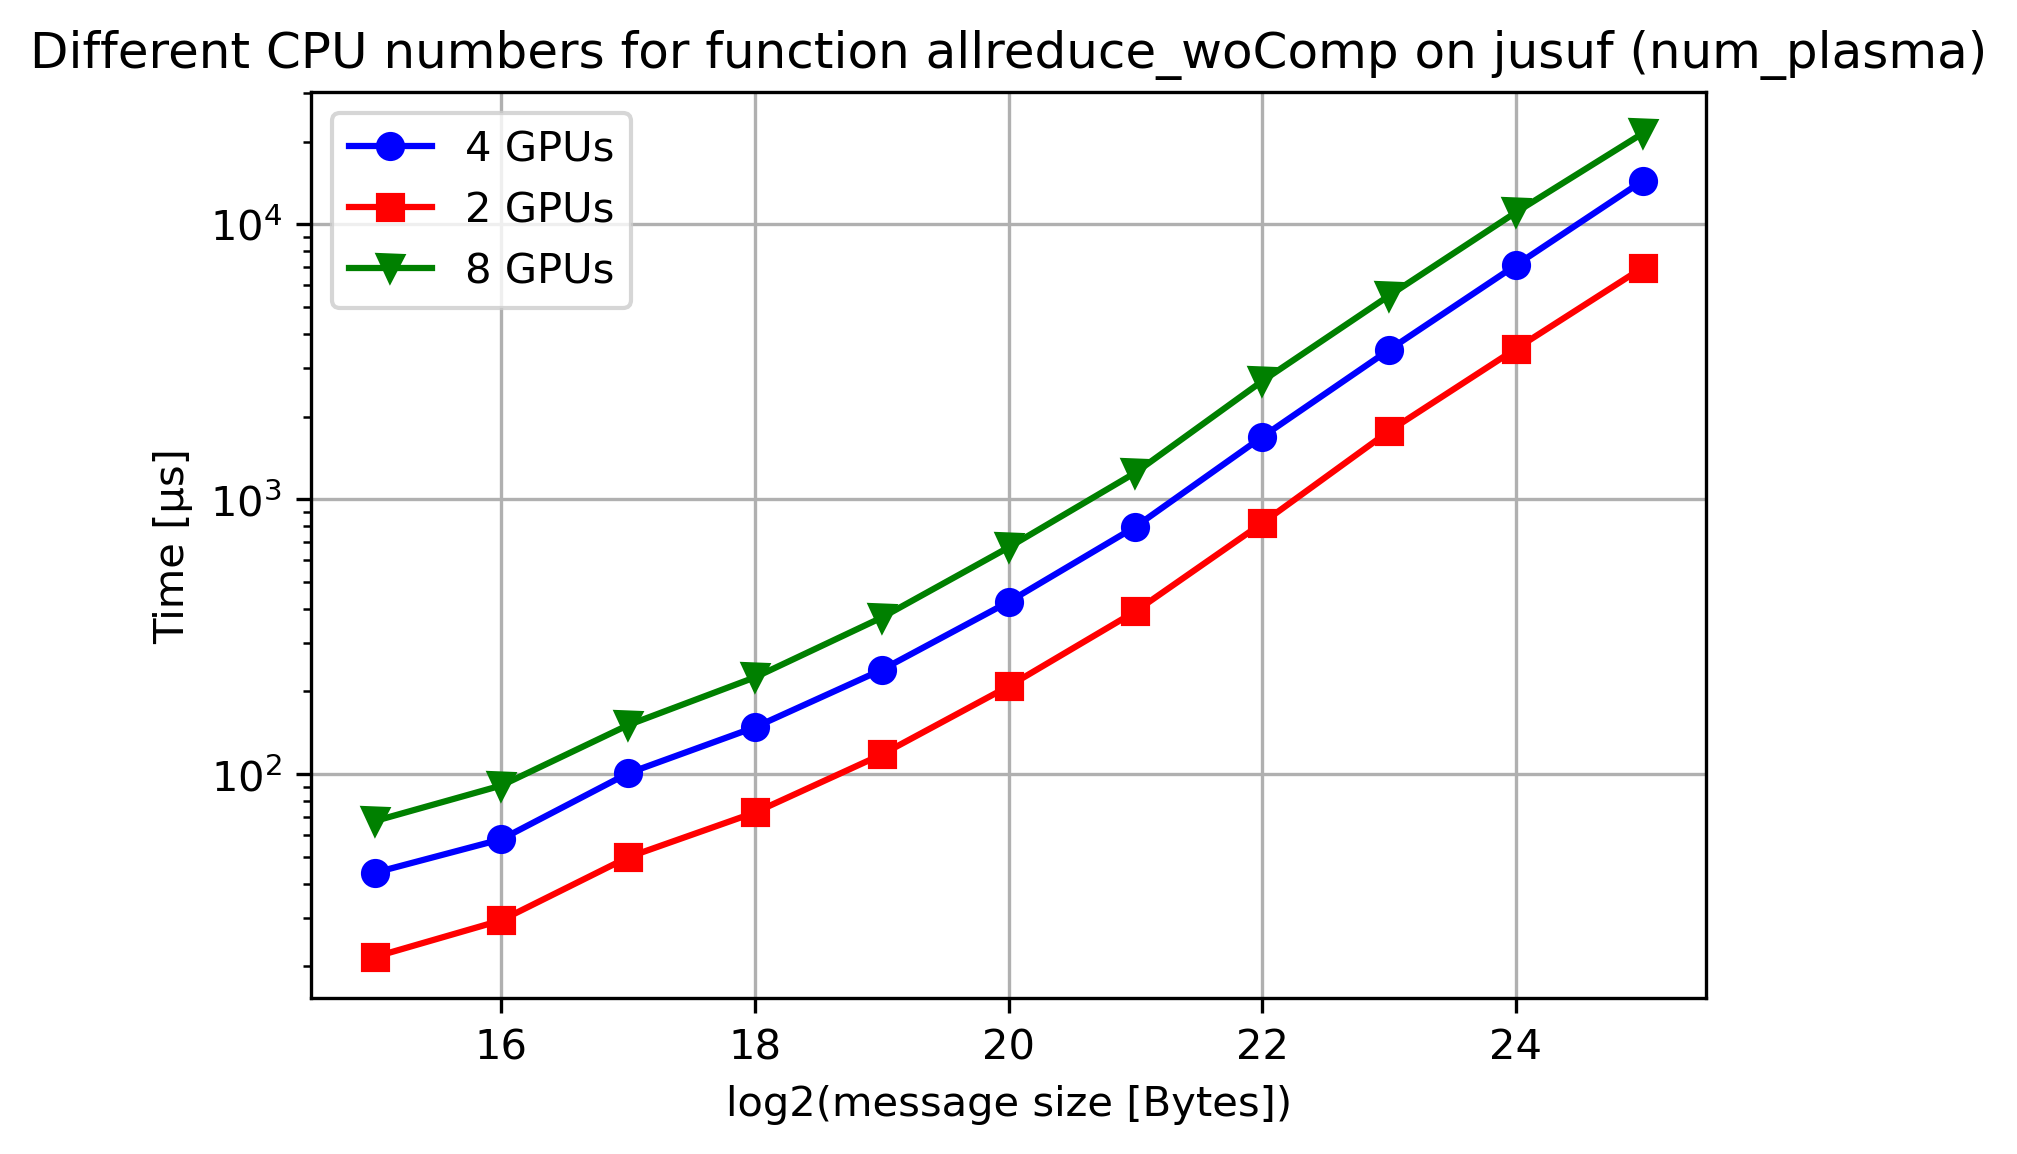 Different CPU numbers for function allreduce_woComp on jusuf (num_plasma)
4 GPUs
2 GPUs
8 GPUs
10⁴
10³
10²
Time [µs]
16 18 20 22 24
log2(message size [Bytes])